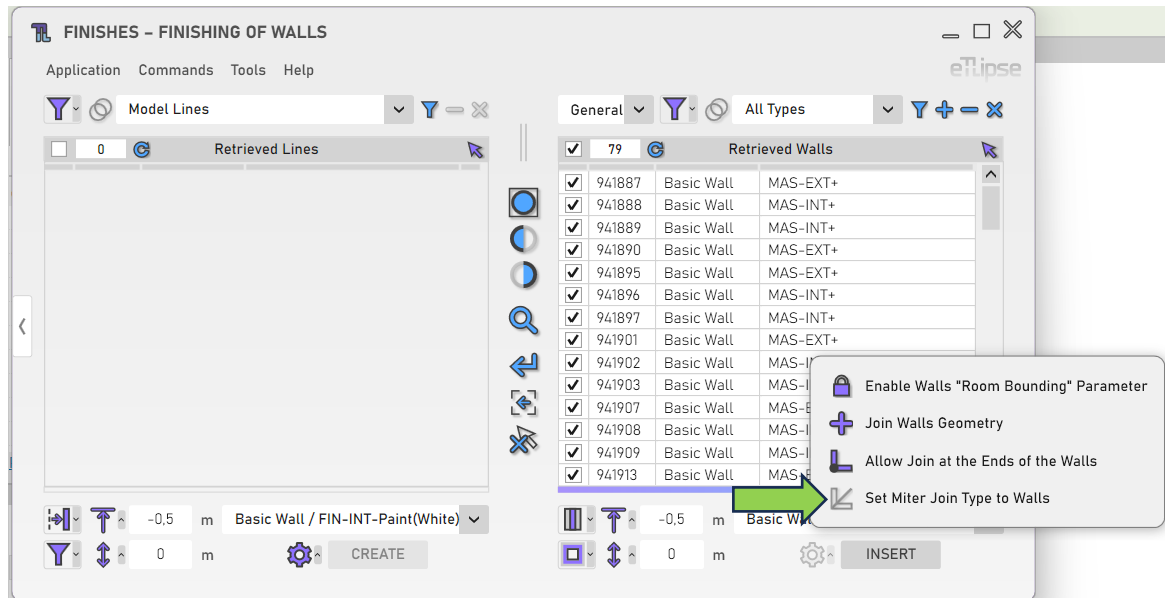 FINISHES – FINISHING OF WALLS
Application Commands Tools Help
eTLipse
Model Lines
General All Types
0 Retrieved Lines
79 Retrieved Walls
941887 Basic Wall MAS-EXT+
941888 Basic Wall MAS-INT+
941889 Basic Wall MAS-INT+
941890 Basic Wall MAS-EXT+
941895 Basic Wall MAS-EXT+
941896 Basic Wall MAS-INT+
941897 Basic Wall MAS-INT+
941901 Basic Wall MAS-EXT+
941902 Basic Wall
941903 Basic Wall
941907 Basic Wall
941908 Basic Wall
941909 Basic Wall
941913 Basic Wall
Enable Walls "Room Bounding" Parameter
Join Walls Geometry
Allow Join at the Ends of the Walls
Set Miter Join Type to Walls
-0,5 m Basic Wall / FIN-INT-Paint(White)
0 m CREATE
-0,5 m Basic
0 m INSERT